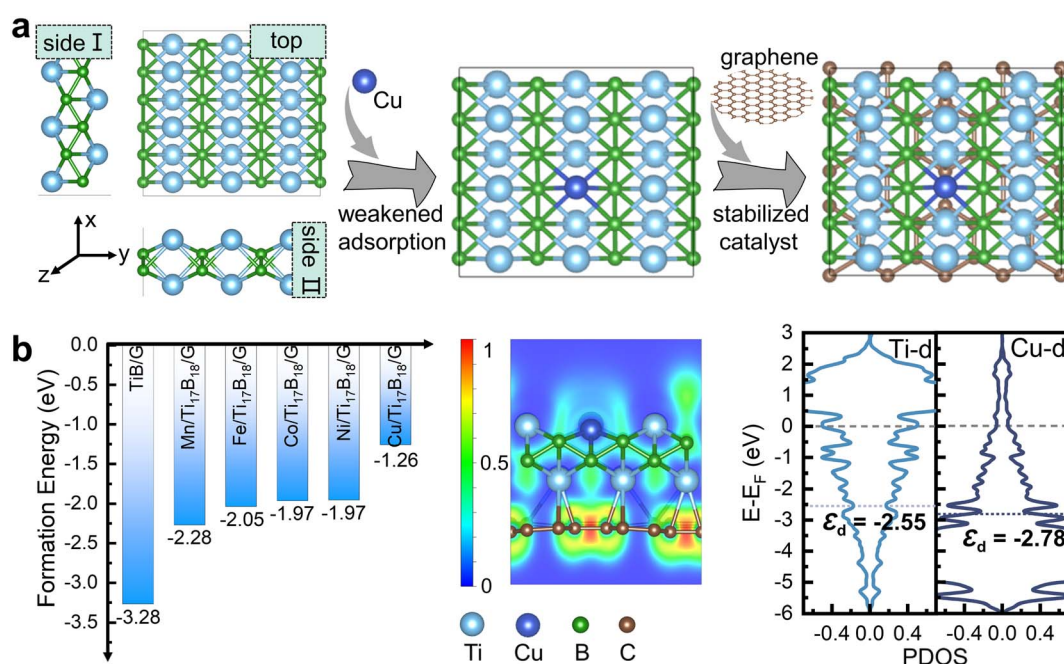 a
side I
top
Cu
weakened
adsorption
graphene
stabilized
catalyst
x
y
z
side II
b
Formation Energy (eV)
0.0
-0.5
-1.0
-1.5
-2.0
-2.5
-3.0
-3.5
TiB/G
Mn/Ti₁₇B₁₈/G
Fe/Ti₁₇B₁₈/G
Co/Ti₁₇B₁₈/G
Ni/Ti₁₇B₁₈/G
Cu/Ti₁₇B₁₈/G
-3.28
-2.28
-2.05
-1.97
-1.97
-1.26
1
0.5
0
Ti
Cu
B
C
E-E_F (eV)
3
2
1
0
-1
-2
-3
-4
-5
-6
Ti-d
Cu-d
Ɛ_d = -2.55
Ɛ_d = -2.78
-0.4 0.0 0.4
-0.4 0.0 0.4
PDOS